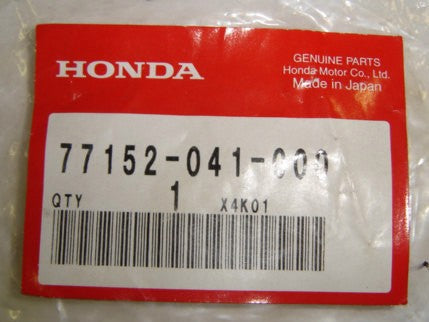 HONDA
GENUINE PARTS
Honda Motor Co., Ltd.
Made in Japan
77152-041-000
QTY 1 X4K01